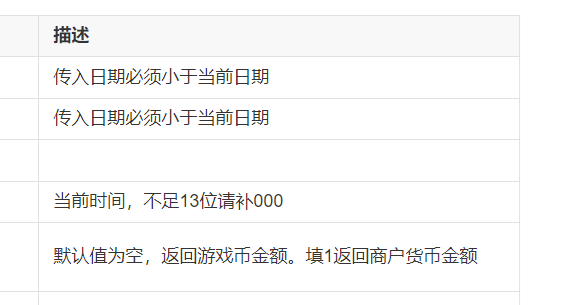 描述
传入日期必须小于当前日期
传入日期必须小于当前日期
当前时间，不足13位请补000
默认值为空，返回游戏币金额。填1返回商户货币金额